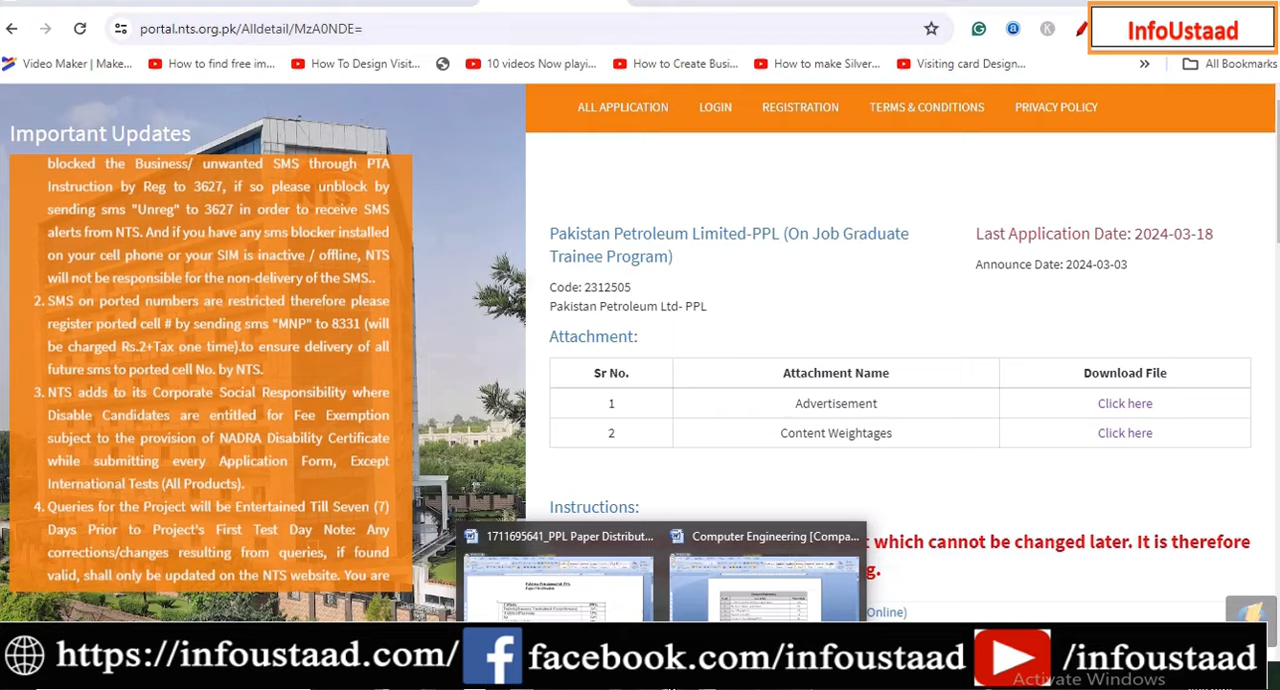 portal.nts.org.pk/Alldetail/MzA0NDE=
InfoUstaad
Video Maker | Make...
How to find free im...
How To Design Visit...
10 videos Now playi...
How to Create Busi...
How to make Silver...
Visiting card Design...
»
All Bookmarks
ALL APPLICATION
LOGIN
REGISTRATION
TERMS & CONDITIONS
PRIVACY POLICY
Important Updates
blocked the Business/ unwanted SMS through PTA
Instruction by Reg to 3627, if so please unblock by
sending sms "Unreg" to 3627 in order to receive SMS
alerts from NTS. And if you have any sms blocker installed
on your cell phone or your SIM is inactive / offline, NTS
will not be responsible for the non-delivery of the SMS..
2. SMS on ported numbers are restricted therefore please
register ported cell # by sending sms "MNP" to 8331 (will
be charged Rs.2+Tax one time).to ensure delivery of all
future sms to ported cell No. by NTS.
3. NTS adds to its Corporate Social Responsibility where
Disable Candidates are entitled for Fee Exemption
subject to the provision of NADRA Disability Certificate
while submitting every Application Form, Except
International Tests (All Products).
4. Queries for the Project will be Entertained Till Seven (7)
Days Prior to Project's First Test Day Note: Any
corrections/changes resulting from queries, if found
valid, shall only be updated on the NTS website. You are
Pakistan Petroleum Limited-PPL (On Job Graduate
Trainee Program)
Last Application Date: 2024-03-18
Announce Date: 2024-03-03
Code: 2312505
Pakistan Petroleum Ltd- PPL
Attachment:
Sr No. Attachment Name Download File
1 Advertisement Click here
2 Content Weightages Click here
Instructions:
which cannot be changed later. It is therefore
g.
Online)
1711695641_PPL Paper Distribut...
Computer Engineering [Compa...
https://infoustaad.com/
facebook.com/infoustaad
/infoustaad
Activate Windows